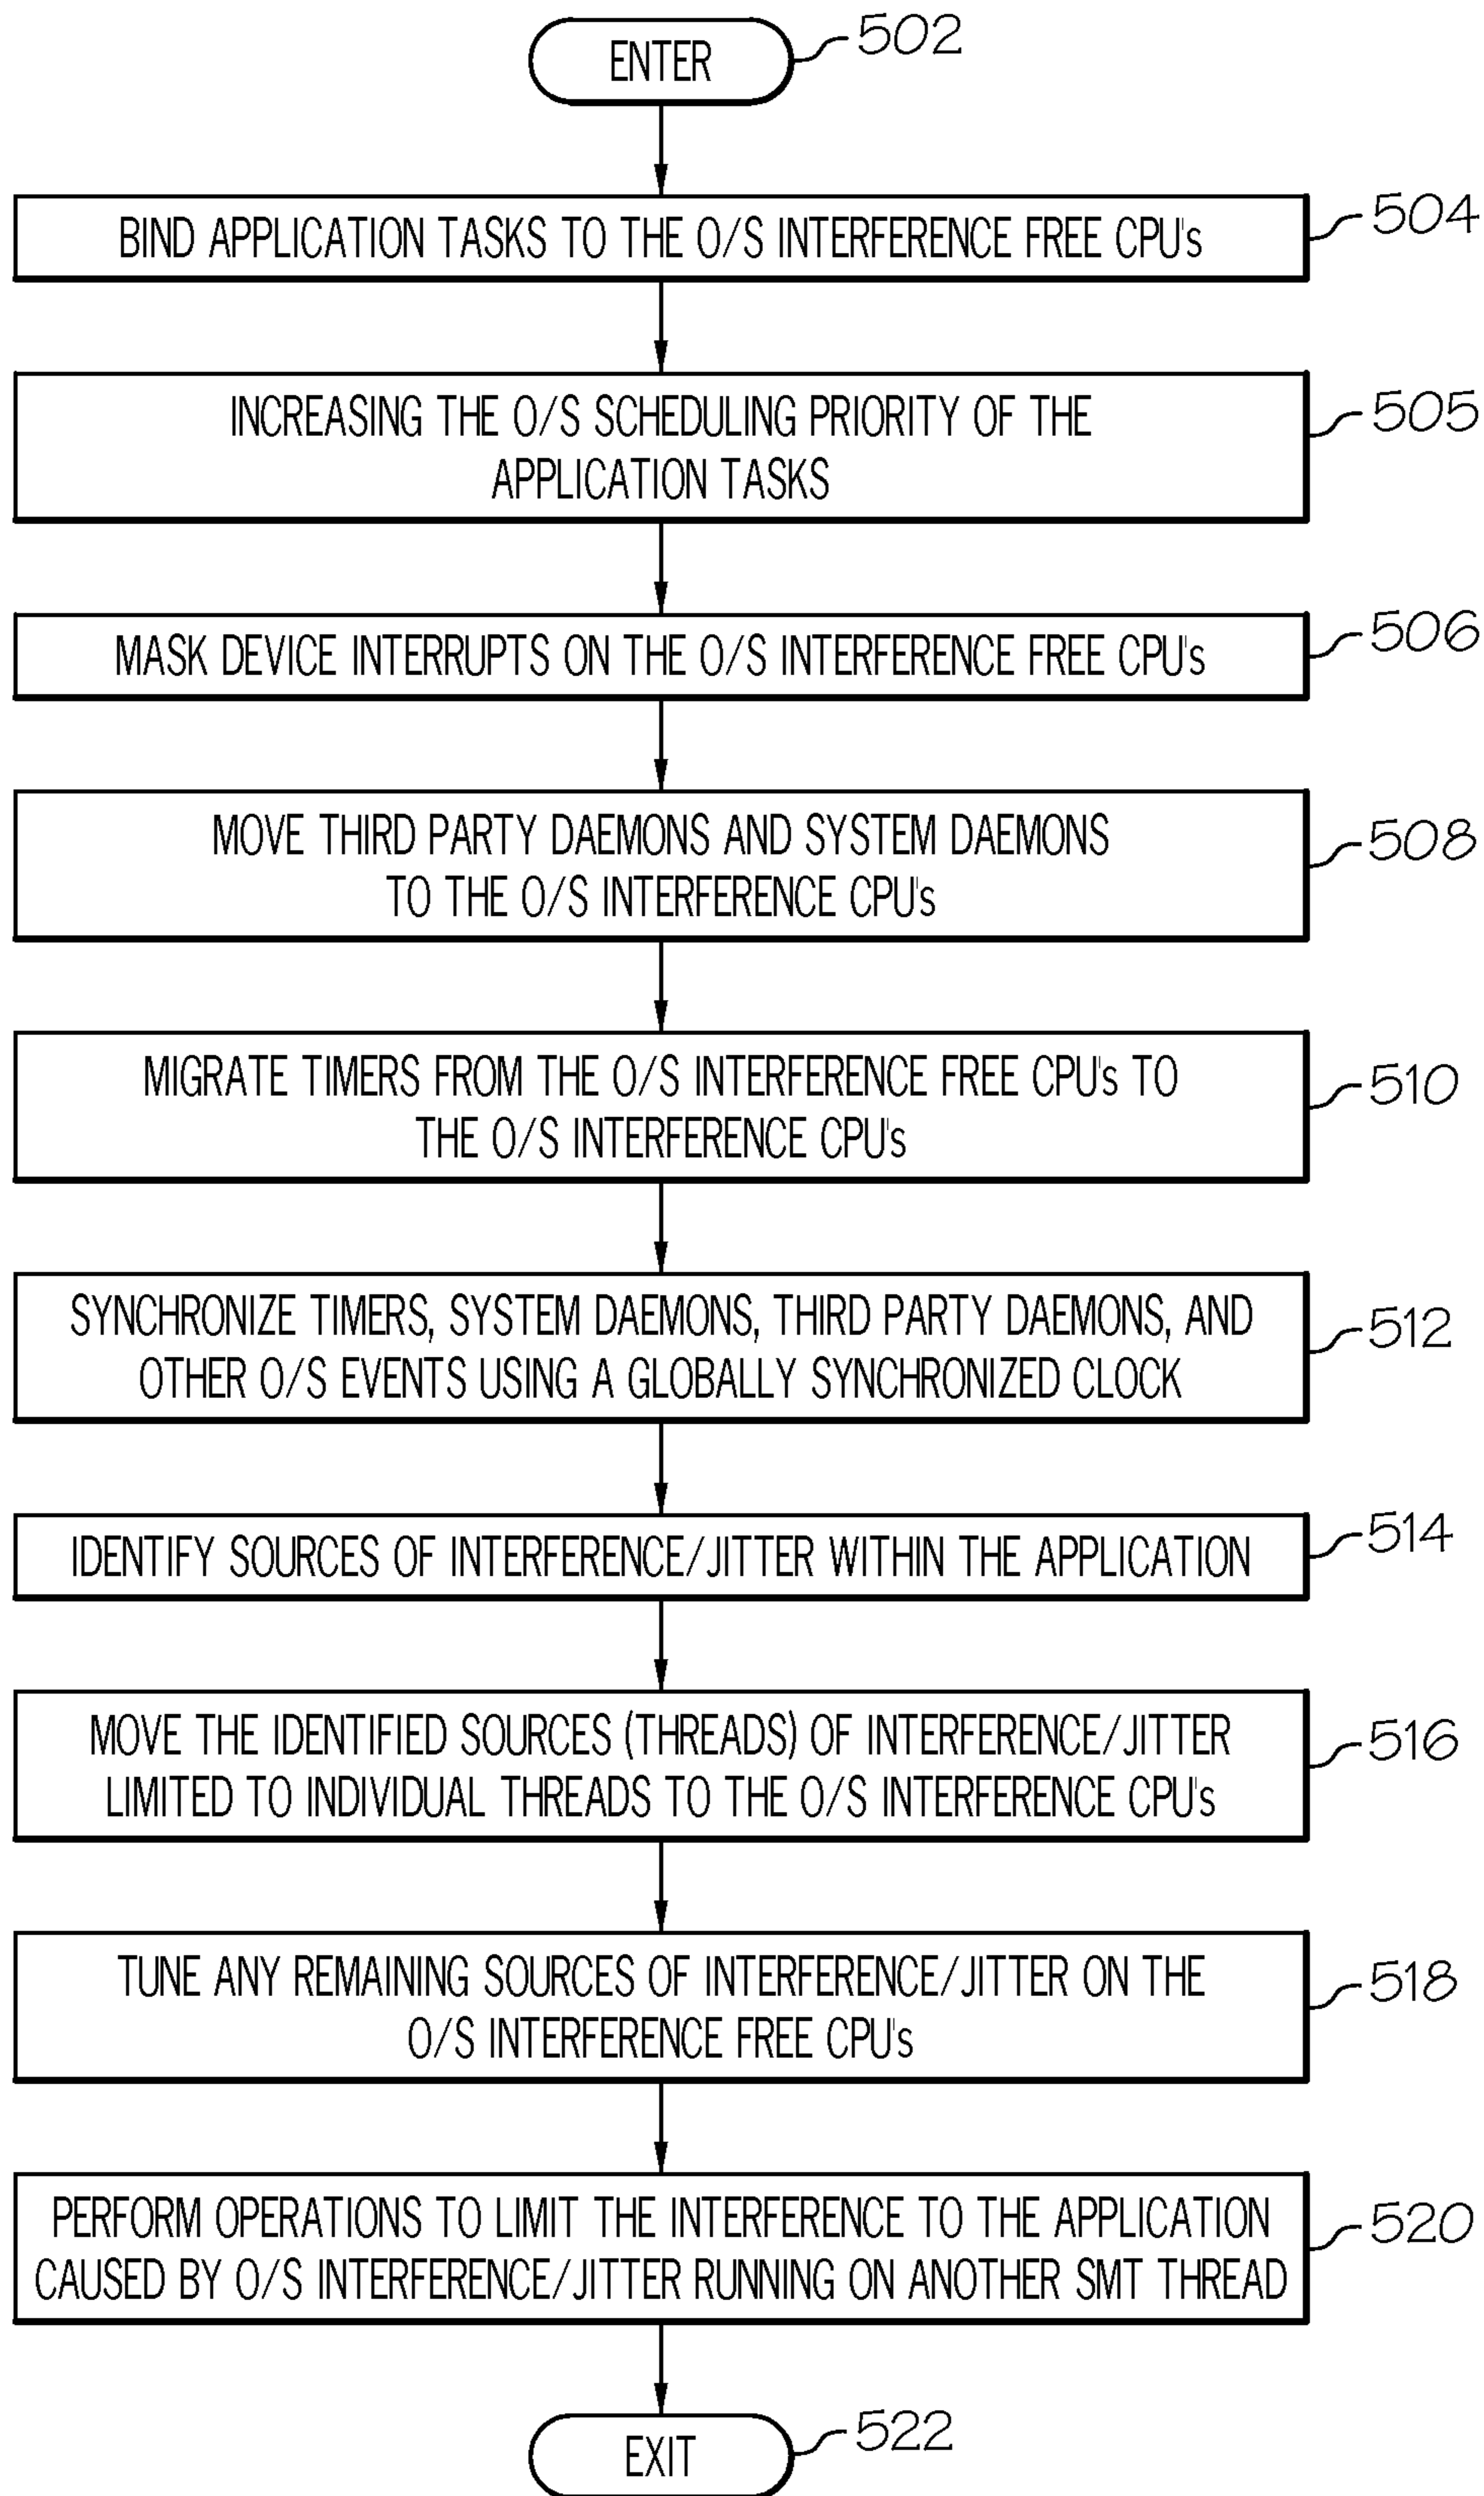 ENTER
502
BIND APPLICATION TASKS TO THE O/S INTERFERENCE FREE CPU's
504
INCREASING THE O/S SCHEDULING PRIORITY OF THE
APPLICATION TASKS
505
MASK DEVICE INTERRUPTS ON THE O/S INTERFERENCE FREE CPU's
506
MOVE THIRD PARTY DAEMONS AND SYSTEM DAEMONS
TO THE O/S INTERFERENCE CPU's
508
MIGRATE TIMERS FROM THE O/S INTERFERENCE FREE CPU's TO
THE O/S INTERFERENCE CPU's
510
SYNCHRONIZE TIMERS, SYSTEM DAEMONS, THIRD PARTY DAEMONS, AND
OTHER O/S EVENTS USING A GLOBALLY SYNCHRONIZED CLOCK
512
IDENTIFY SOURCES OF INTERFERENCE/JITTER WITHIN THE APPLICATION
514
MOVE THE IDENTIFIED SOURCES (THREADS) OF INTERFERENCE/JITTER
LIMITED TO INDIVIDUAL THREADS TO THE O/S INTERFERENCE CPU's
516
TUNE ANY REMAINING SOURCES OF INTERFERENCE/JITTER ON THE
O/S INTERFERENCE FREE CPU's
518
PERFORM OPERATIONS TO LIMIT THE INTERFERENCE TO THE APPLICATION
CAUSED BY O/S INTERFERENCE/JITTER RUNNING ON ANOTHER SMT THREAD
520
EXIT
522